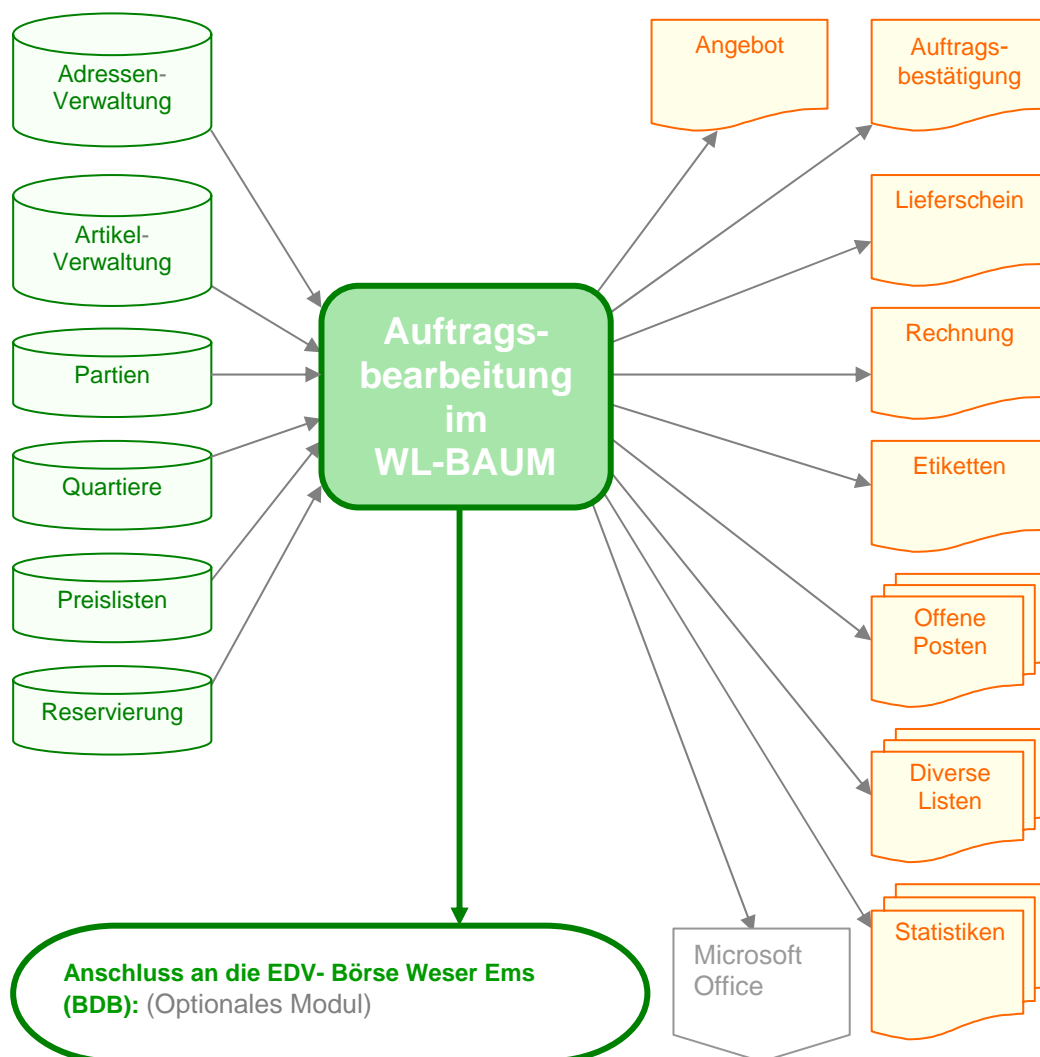 Adressen-
Verwaltung
Artikel-
Verwaltung
Partien
Quartiere
Preislisten
Reservierung
Auftrags-
bearbeitung
im
WL-BAUM
Angebot
Auftrags-
bestätigung
Lieferschein
Rechnung
Etiketten
Offene
Posten
Diverse
Listen
Statistiken
Microsoft
Office
Anschluss an die EDV- Börse Weser Ems
(BDB): (Optionales Modul)